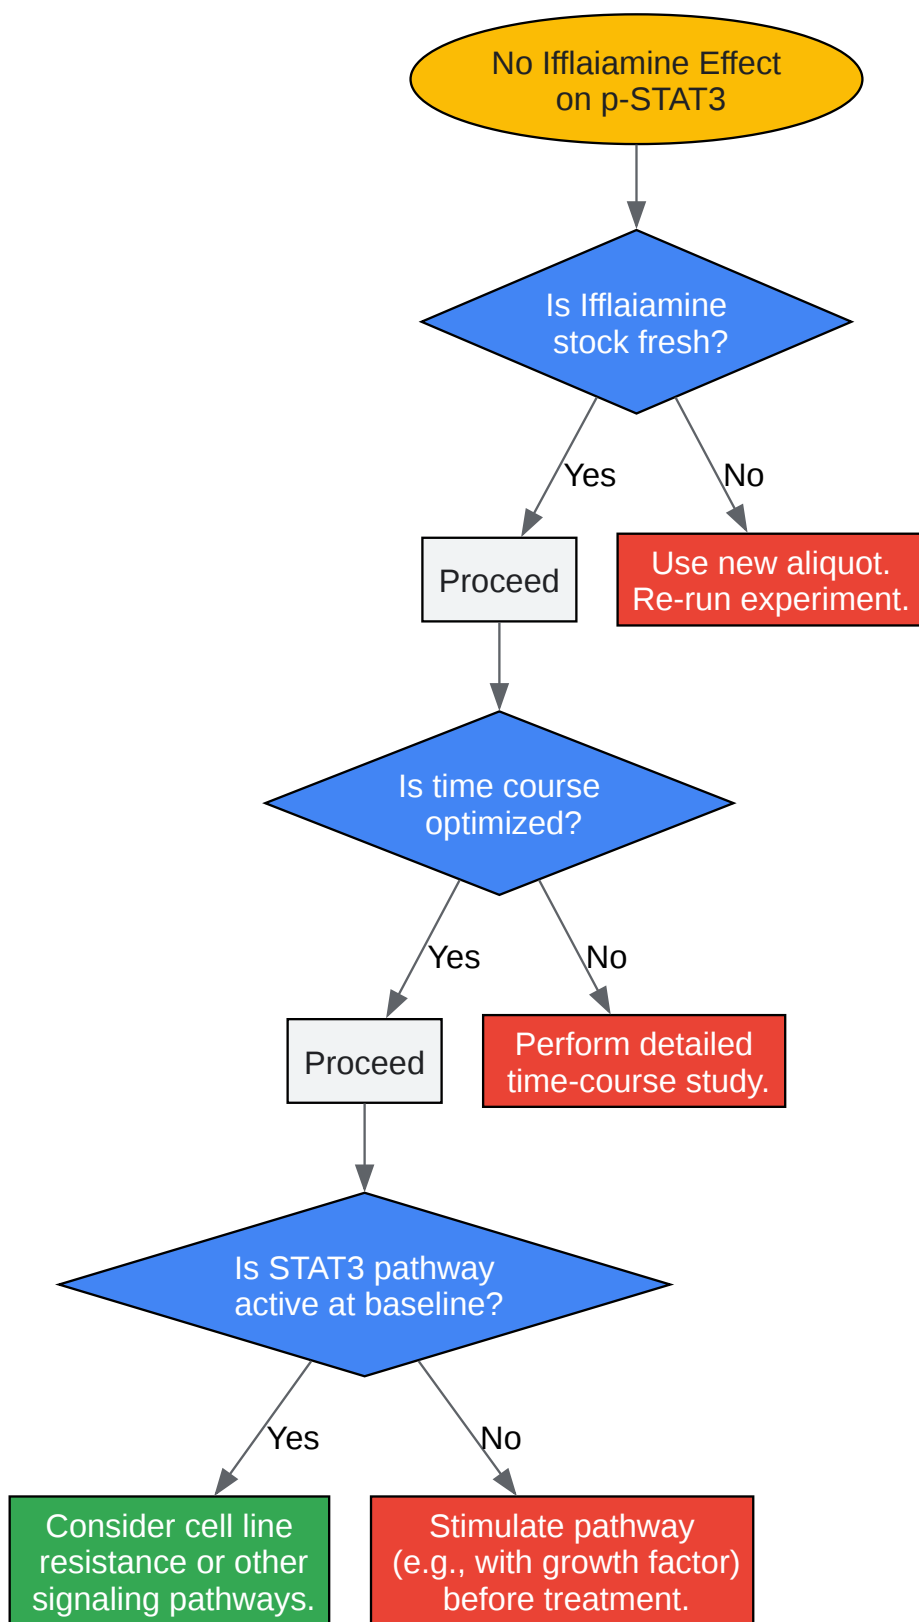 No Ifflaiamine Effect
on p-STAT3
Is Ifflaiamine
stock fresh?
Yes
No
Proceed
Use new aliquot.
Re-run experiment.
Is time course
optimized?
Yes
No
Proceed
Perform detailed
time-course study.
Is STAT3 pathway
active at baseline?
Yes
No
Consider cell line
resistance or other
signaling pathways.
Stimulate pathway
(e.g., with growth factor)
before treatment.